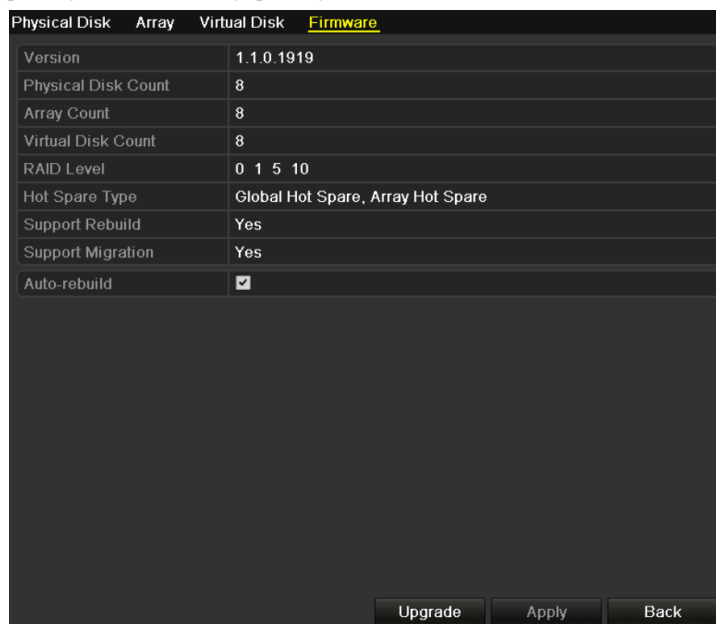 Physical Disk Array Virtual Disk Firmware
Version 1.1.0.1919
Physical Disk Count 8
Array Count 8
Virtual Disk Count 8
RAID Level 0 1 5 10
Hot Spare Type Global Hot Spare, Array Hot Spare
Support Rebuild Yes
Support Migration Yes
Auto-rebuild
Upgrade Apply Back